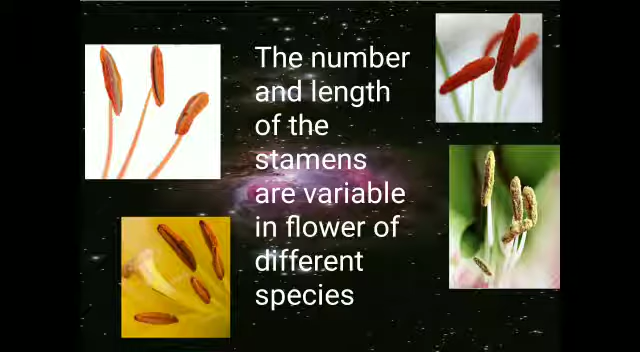 The number
and length
of the
stamens
are variable
in flower of
different
species